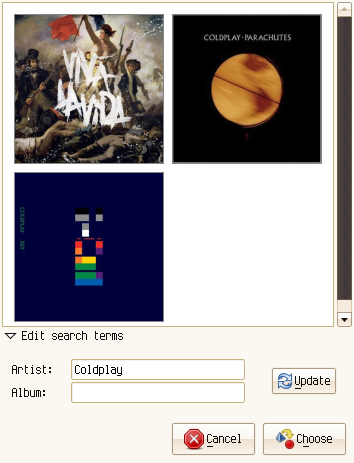 VIVA
LA VIDA
COLDPLAY·PARACHUTES
COLDPLAY X&Y
Edit search terms
Artist: Coldplay
Update
Album:
Cancel
Choose